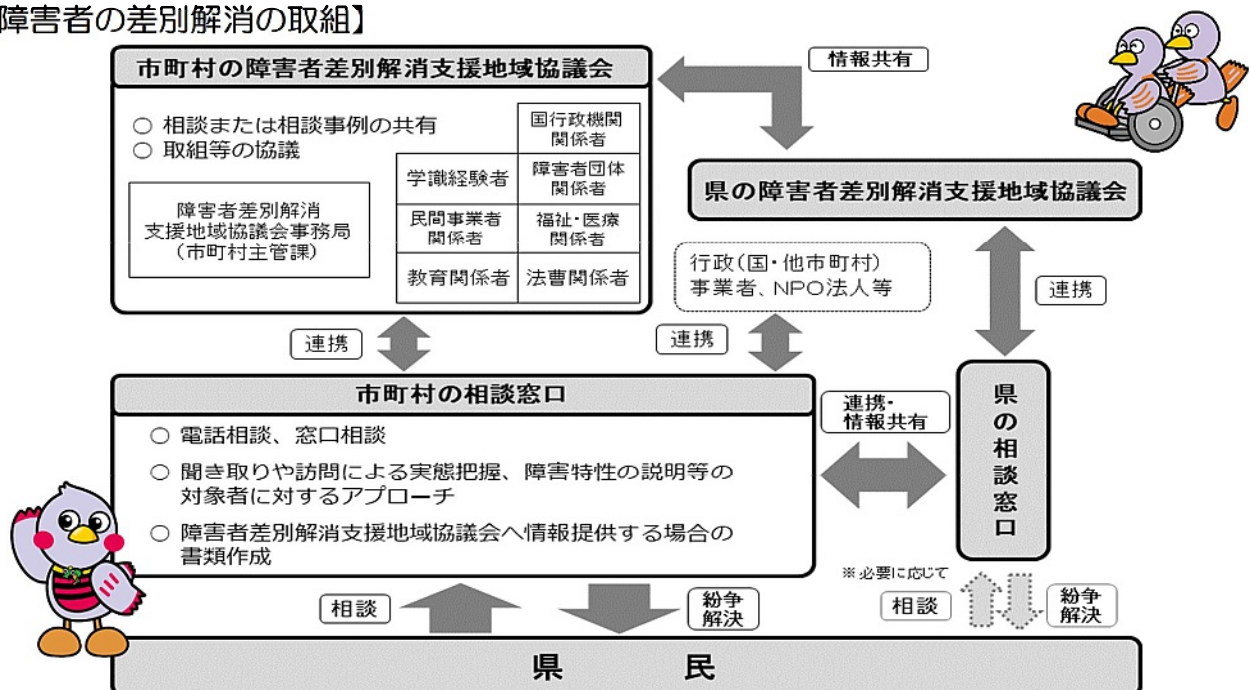 障害者の差別解消の取組】
市町村の障害者差別解消支援地域協議会
○ 相談または相談事例の共有
○ 取組等の協議
障害者差別解消
支援地域協議会事務局
(市町村主管課)
国行政機関
関係者
学識経験者
障害者団体
関係者
民間事業者
関係者
福祉・医療
関係者
教育関係者
法曹関係者
情報共有
県の障害者差別解消支援地域協議会
行政(国・他市町村)
事業者、NPO法人等
連携
連携
連携
市町村の相談窓口
○ 電話相談、窓口相談
○ 聞き取りや訪問による実態把握、障害特性の説明等の
対象者に対するアプローチ
○ 障害者差別解消支援地域協議会へ情報提供する場合の
書類作成
連携・
情報共有
県の相談窓口
※必要に応じて
相談
紛争
解決
相談
紛争
解決
県 民